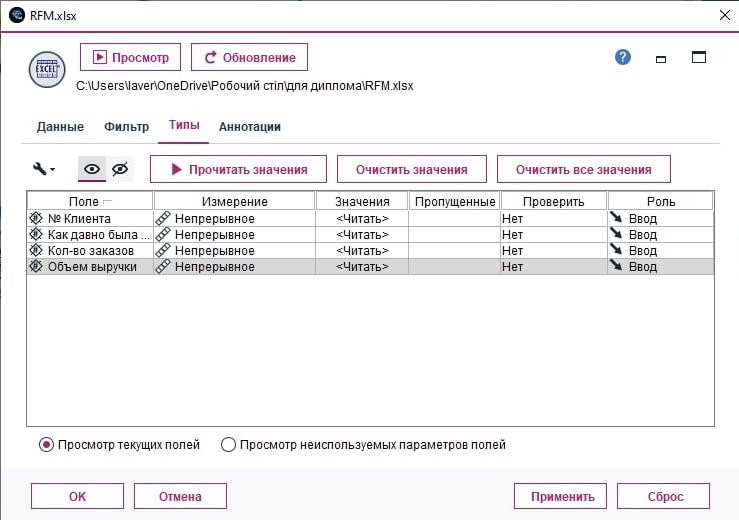 RFM.xlsx
EXCEL
Просмотр Обновление ?
C:\Users\laver\OneDrive\Робочий стіл\для диплома\RFM.xlsx
Данные Фильтр Типы Аннотации
Прочитать значения Очистить значения Очистить все значения
Поле Измерение Значения Пропущенные Проверить Роль
№ Клиента Непрерывное <Читать> Нет Ввод
Как давно была ... Непрерывное <Читать> Нет Ввод
Кол-во заказов Непрерывное <Читать> Нет Ввод
Объем выручки Непрерывное <Читать> Нет Ввод
Просмотр текущих полей Просмотр неиспользуемых параметров полей
OK Отмена Применить Сброс